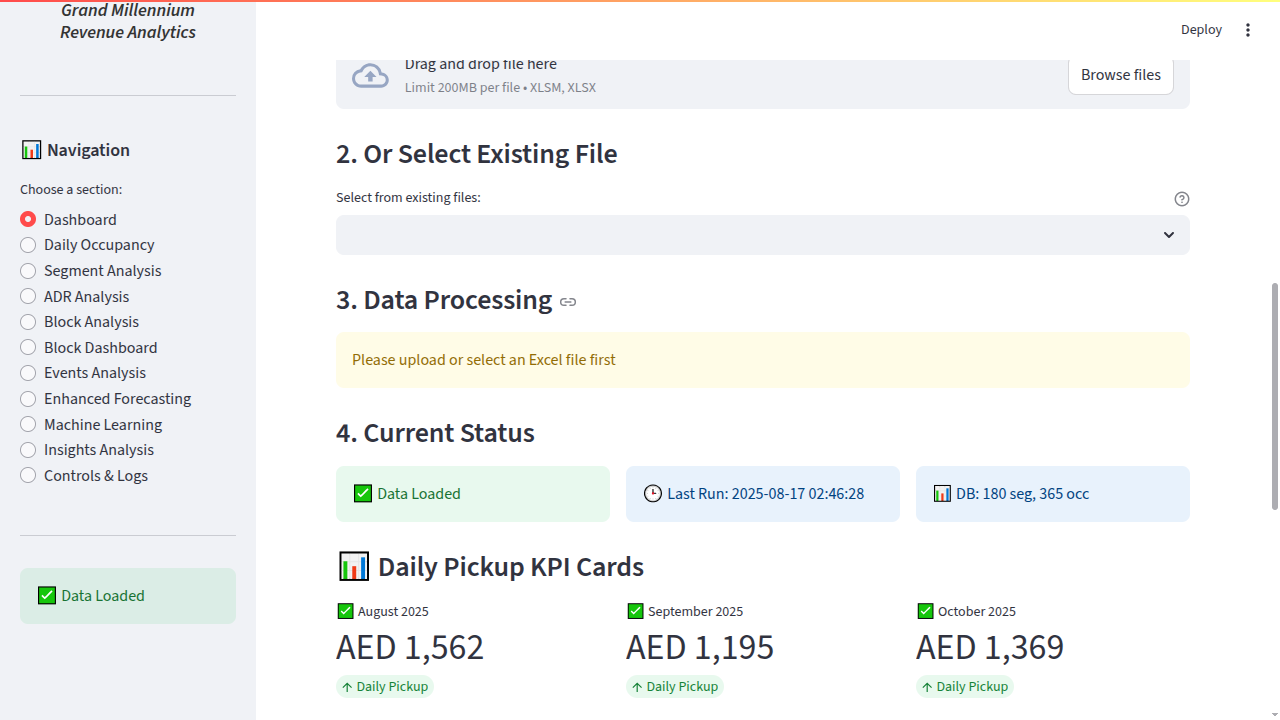 Grand Millennium
Revenue Analytics
Navigation
Choose a section:
Dashboard
Daily Occupancy
Segment Analysis
ADR Analysis
Block Analysis
Block Dashboard
Events Analysis
Enhanced Forecasting
Machine Learning
Insights Analysis
Controls & Logs
Data Loaded
Deploy
Drag and drop file here
Limit 200MB per file • XLSM, XLSX
Browse files
2. Or Select Existing File
Select from existing files:
3. Data Processing
Please upload or select an Excel file first
4. Current Status
Data Loaded
Last Run: 2025-08-17 02:46:28
DB: 180 seg, 365 occ
Daily Pickup KPI Cards
August 2025
AED 1,562
↑ Daily Pickup
September 2025
AED 1,195
↑ Daily Pickup
October 2025
AED 1,369
↑ Daily Pickup